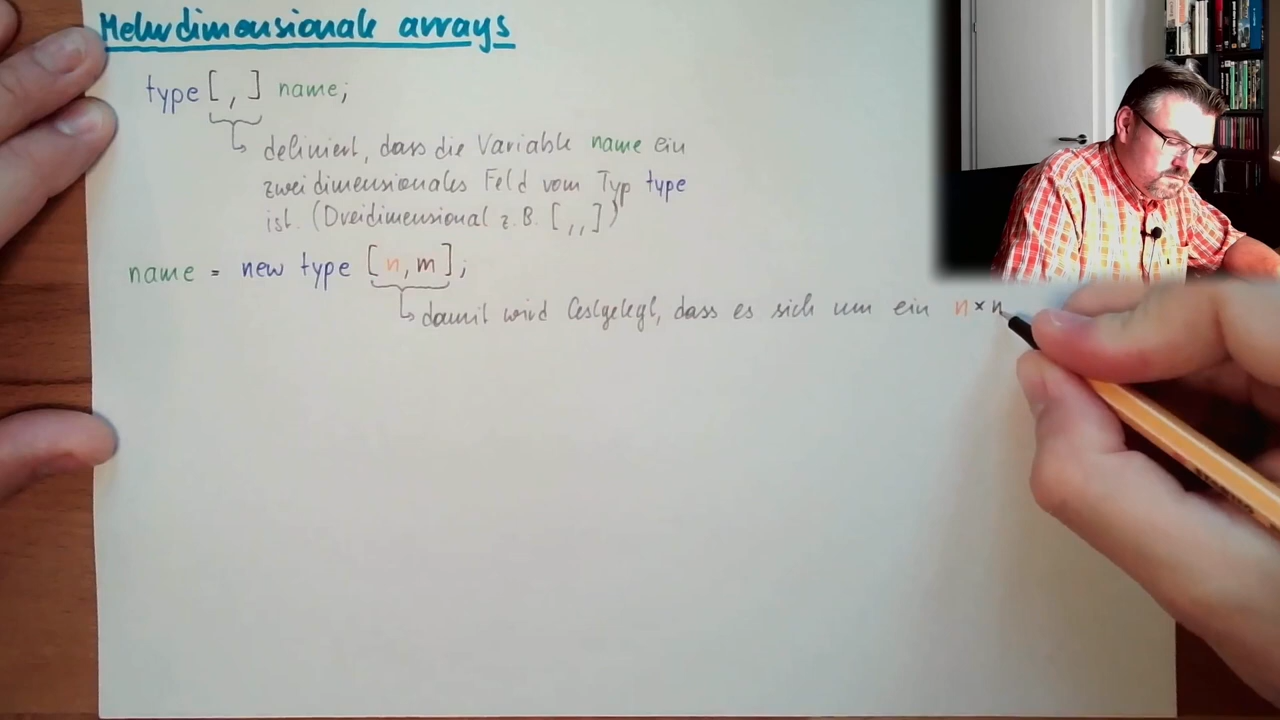 Mehrdimensionale arrays
type [ , ] name;
definiert, dass die Variable name ein
zweidimensionales Feld vom Typ type
ist. (Dreidimensional z.B. [ , , ])
name = new type [n, m];
damit wird festgelegt, dass es sich um ein n × n